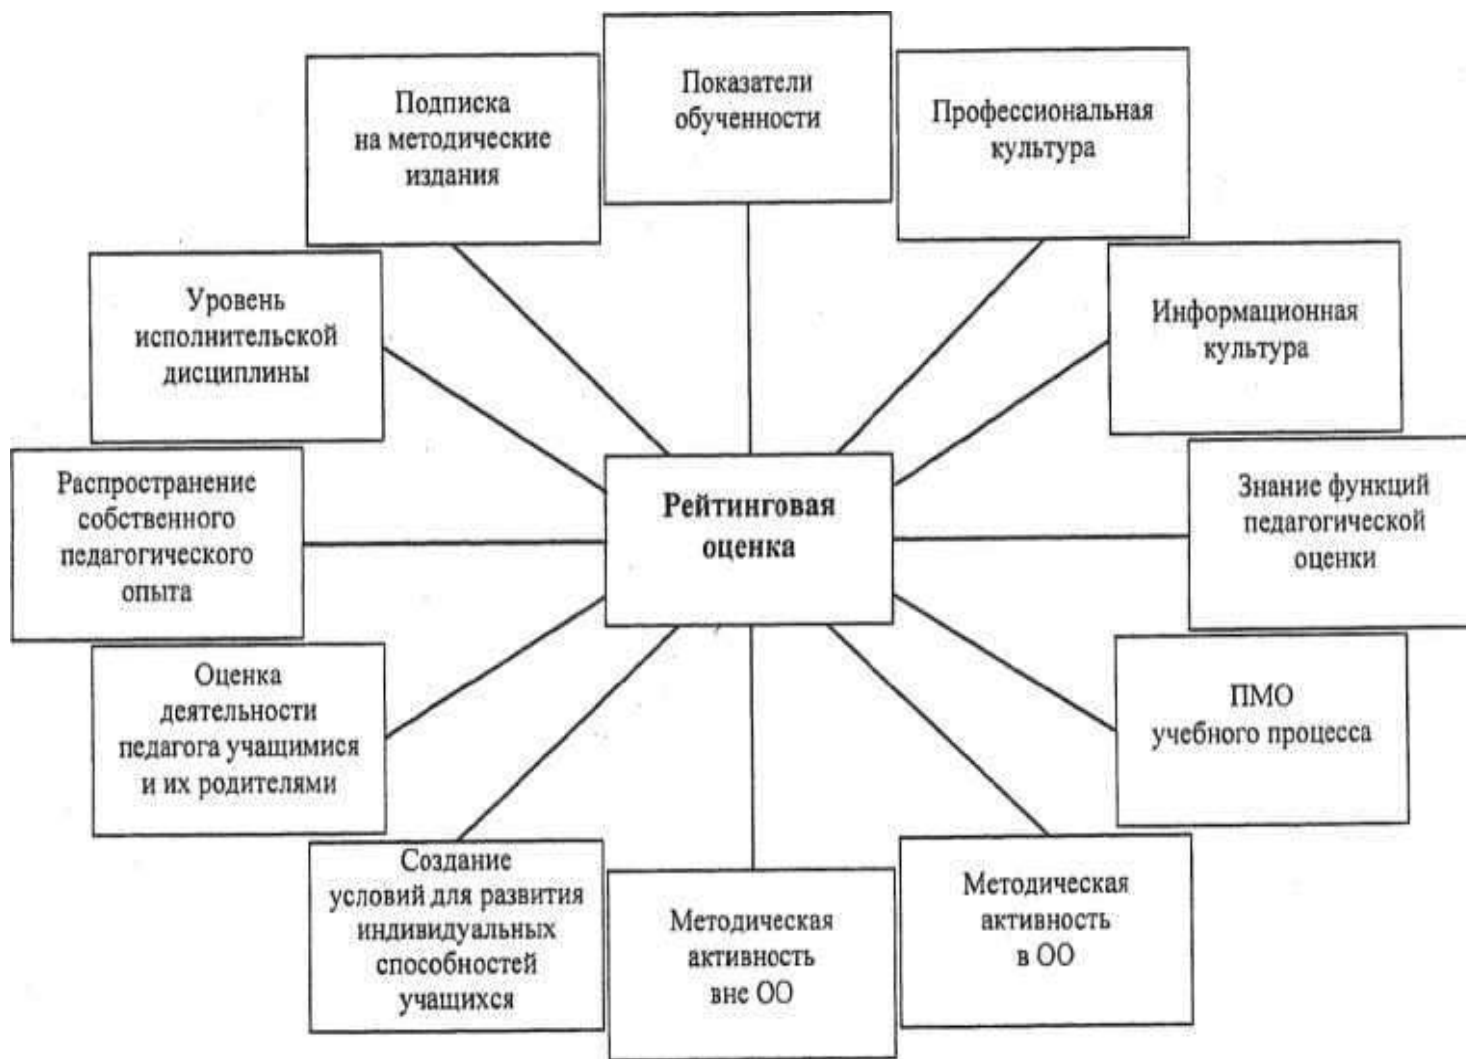 Показатели
обученности
Профессиональная
культура
Информационная
культура
Знание функций
педагогической
оценки
ПМО
учебного процесса
Методическая
активность
в ОО
Методическая
активность
вне ОО
Создание
условий для развития
индивидуальных
способностей
учащихся
Оценка
деятельности
педагога учащимися
и их родителями
Распространение
собственного
педагогического
опыта
Уровень
исполнительской
дисциплины
Подписка
на методические
издания
Рейтинговая
оценка